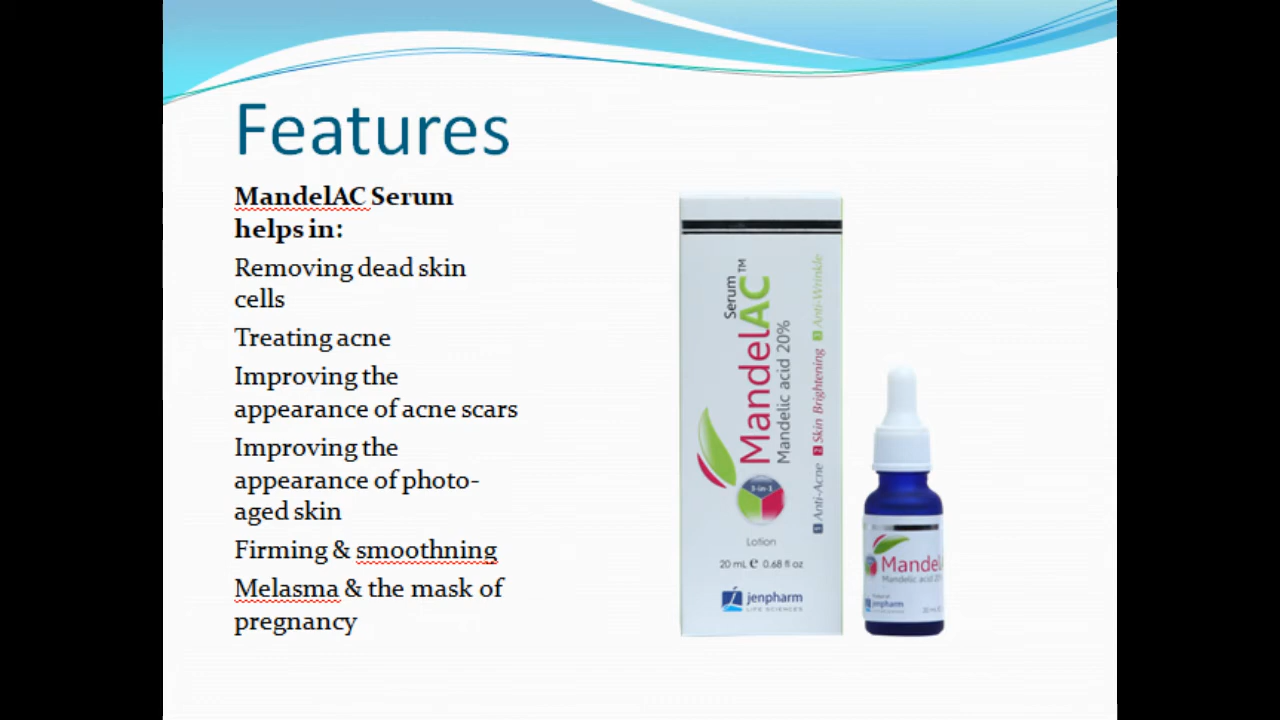 Features
MandelAC Serum
helps in:
Removing dead skin
cells
Treating acne
Improving the
appearance of acne scars
Improving the
appearance of photo-
aged skin
Firming & smoothning
Melasma & the mask of
pregnancy
Serum
MandelAC™
Mandelic acid 20%
1 Anti-Acne 2 Skin Brightening 3 Anti-Wrinkle
3-in-1
Lotion
20 mL e 0.68 fl oz
jenpharm
LIFE SCIENCES
Mandel
Mandelic acid 20
jenpharm